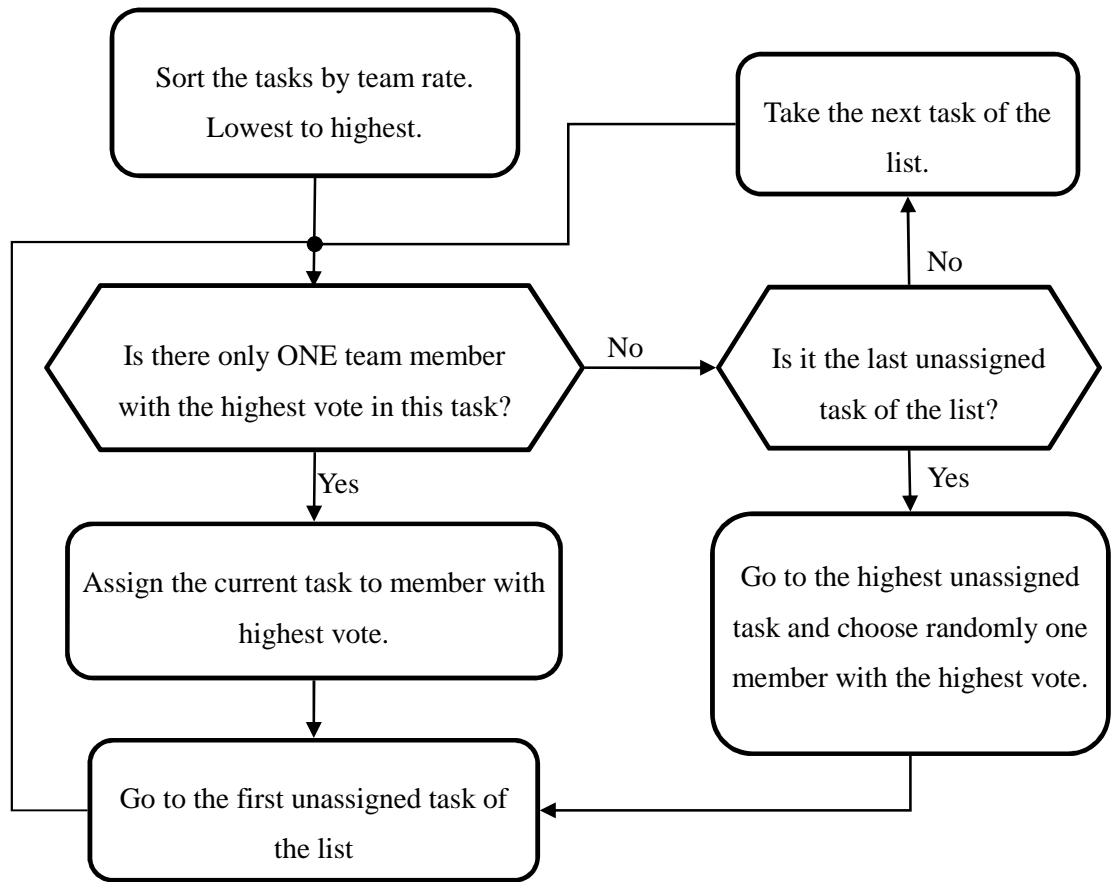 Sort the tasks by team rate.
Lowest to highest.
Take the next task of the
list.
No
Is there only ONE team member
with the highest vote in this task?
No
Is it the last unassigned
task of the list?
Yes
Yes
Assign the current task to member with
highest vote.
Go to the highest unassigned
task and choose randomly one
member with the highest vote.
Go to the first unassigned task of
the list